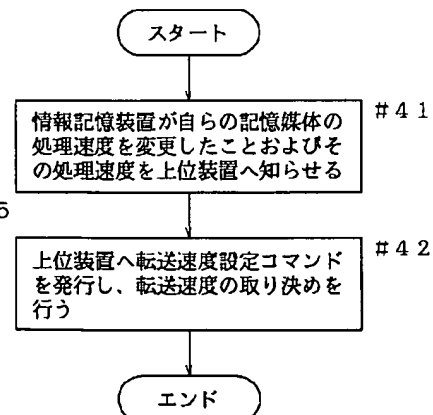 スタート
情報記憶装置が自らの記憶媒体の
処理速度を変更したことおよびそ
の処理速度を上位装置へ知らせる
#41
5
上位装置へ転送速度設定コマンド
を発行し、転送速度の取り決めを
行う
#42
エンド